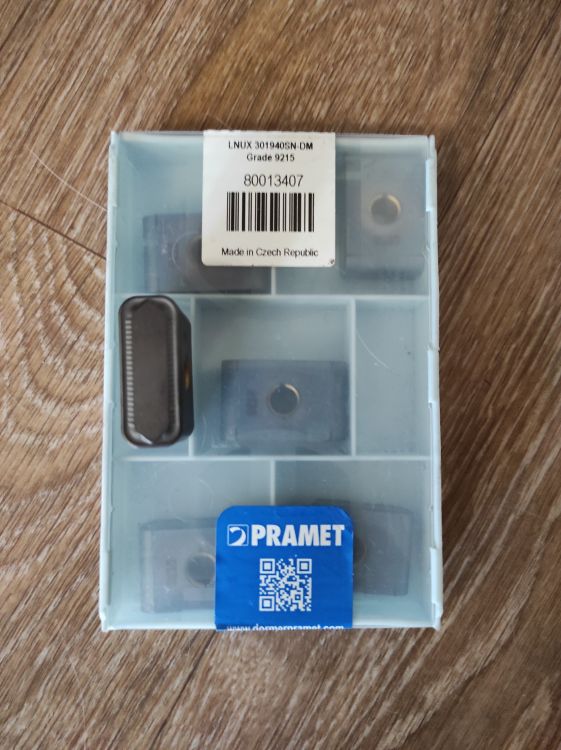 LNUX 301940SN-DM
Grade 9215
80013407
Made in Czech Republic
PRAMET
www.dormerpramet.com